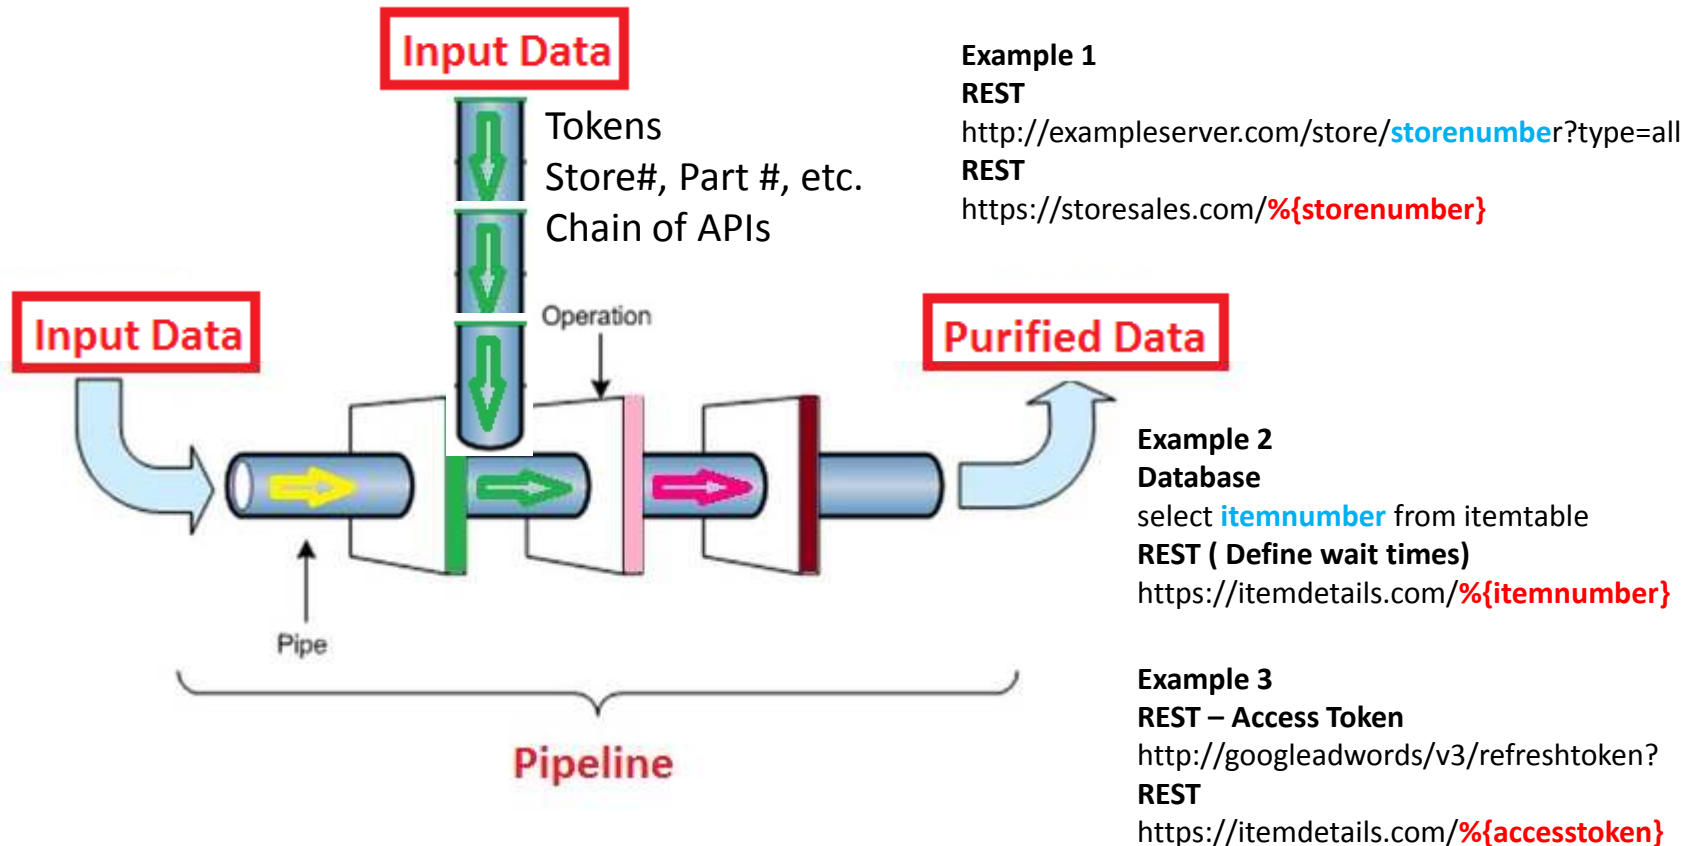 Input Data
Tokens
Store#, Part #, etc.
Chain of APIs
Example 1
REST
http://exampleserver.com/store/storenumber?type=all
REST
https://storesales.com/%{storenumber}
Input Data
Operation
Purified Data
Pipe
Pipeline
Example 2
Database
select itemnumber from itemtable
REST ( Define wait times)
https://itemdetails.com/%{itemnumber}
Example 3
REST – Access Token
http://googleadwords/v3/refreshtoken?
REST
https://itemdetails.com/%{accesstoken}